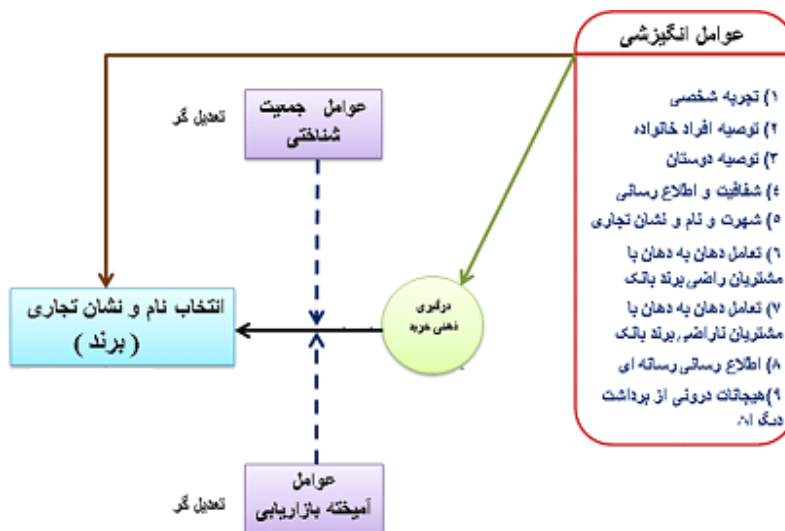 عوامل انگیزشی
۱) تجربه شخصی
۲) توصیه افراد خانواده
۳) توصیه دوستان
٤) شفافیت و اطلاع رسانی
٥) شهرت و نام و نشان تجاری
٦) تعامل دهان به دهان با
مشتریان راضی برند بانک
۷) تعامل دهان به دهان با
مشتریان ناراضی برند بانک
۸) اطلاع رسانی رسانه ای
۹) هیجانات درونی از برداشت
عوامل جمعیت
شناختی
تعدیل گر
درگیری
ذهنی خرید
انتخاب نام و نشان تجاری
( برند )
عوامل
آمیخته بازاریابی
تعدیل گر